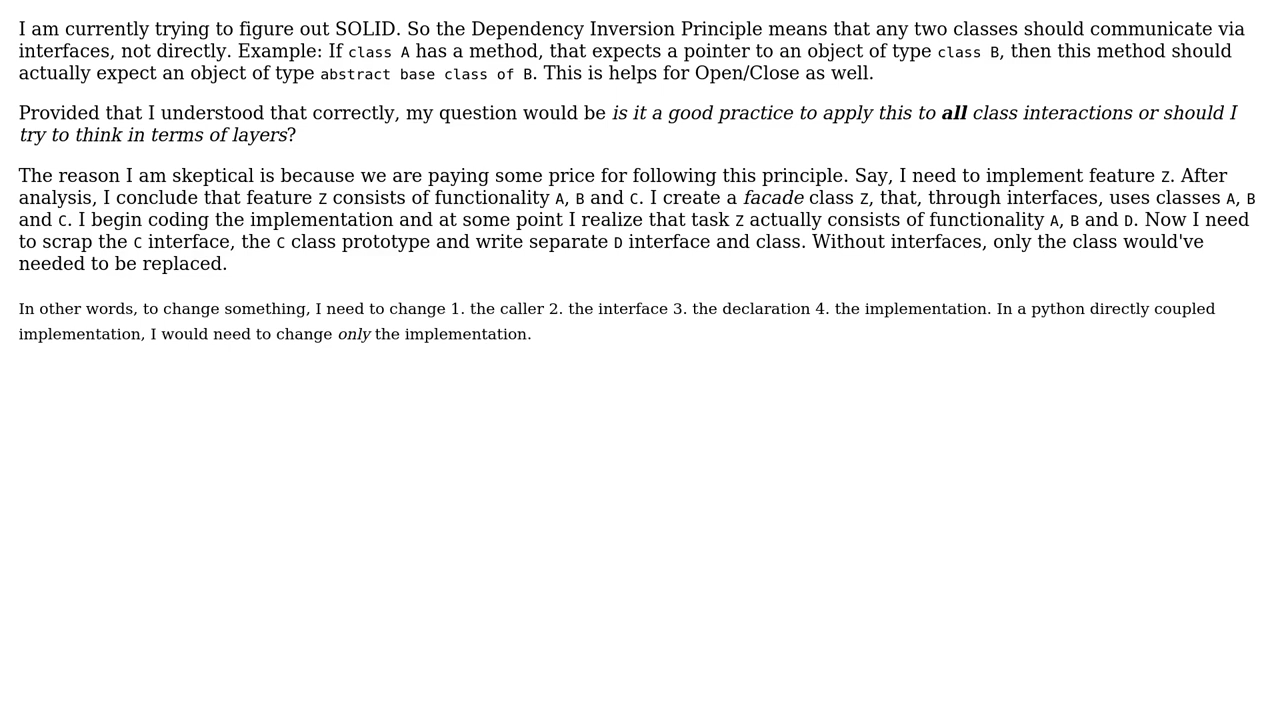 I am currently trying to figure out SOLID. So the Dependency Inversion Principle means that any two classes should communicate via
interfaces, not directly. Example: If class A has a method, that expects a pointer to an object of type class B, then this method should
actually expect an object of type abstract base class of B. This is helps for Open/Close as well.
Provided that I understood that correctly, my question would be is it a good practice to apply this to all class interactions or should I
try to think in terms of layers?
The reason I am skeptical is because we are paying some price for following this principle. Say, I need to implement feature Z. After
analysis, I conclude that feature Z consists of functionality A, B and C. I create a facade class Z, that, through interfaces, uses classes A, B
and C. I begin coding the implementation and at some point I realize that task Z actually consists of functionality A, B and D. Now I need
to scrap the C interface, the C class prototype and write separate D interface and class. Without interfaces, only the class would've
needed to be replaced.
In other words, to change something, I need to change 1. the caller 2. the interface 3. the declaration 4. the implementation. In a python directly coupled
implementation, I would need to change only the implementation.